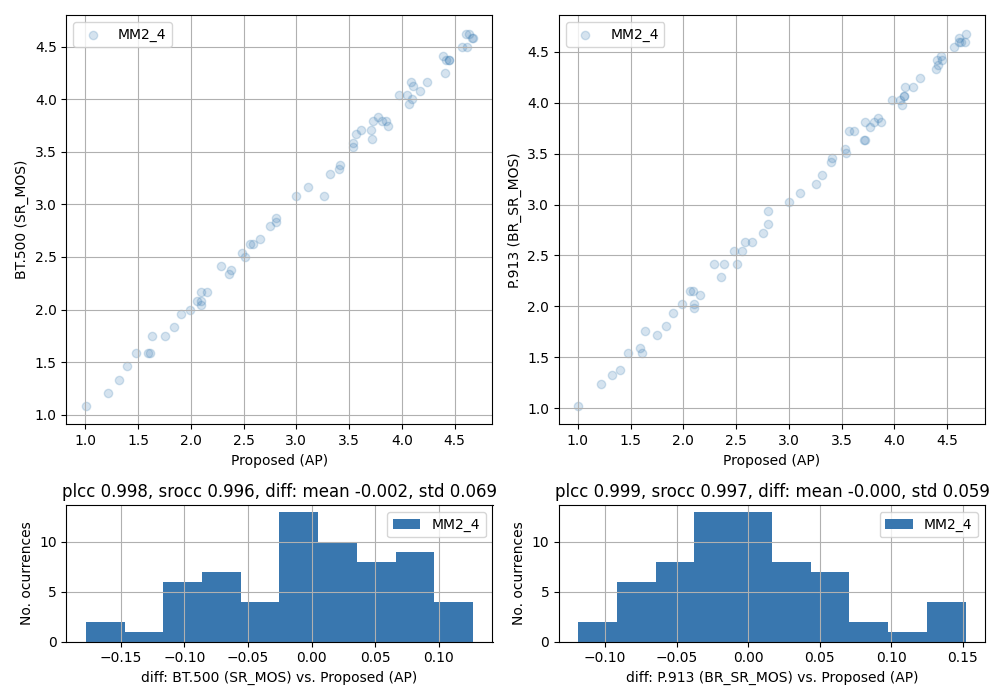 MM2_4
BT.500 (SR_MOS)
4.5
4.0
3.5
3.0
2.5
2.0
1.5
1.0
1.0 1.5 2.0 2.5 3.0 3.5 4.0 4.5
Proposed (AP)
MM2_4
P.913 (BR_SR_MOS)
4.5
4.0
3.5
3.0
2.5
2.0
1.5
1.0
1.0 1.5 2.0 2.5 3.0 3.5 4.0 4.5
Proposed (AP)
plcc 0.998, srocc 0.996, diff: mean -0.002, std 0.069
MM2_4
No. ocurrences
10
5
0
−0.15 −0.10 −0.05 0.00 0.05 0.10
diff: BT.500 (SR_MOS) vs. Proposed (AP)
plcc 0.999, srocc 0.997, diff: mean -0.000, std 0.059
MM2_4
No. ocurrences
10
5
0
−0.10 −0.05 0.00 0.05 0.10 0.15
diff: P.913 (BR_SR_MOS) vs. Proposed (AP)